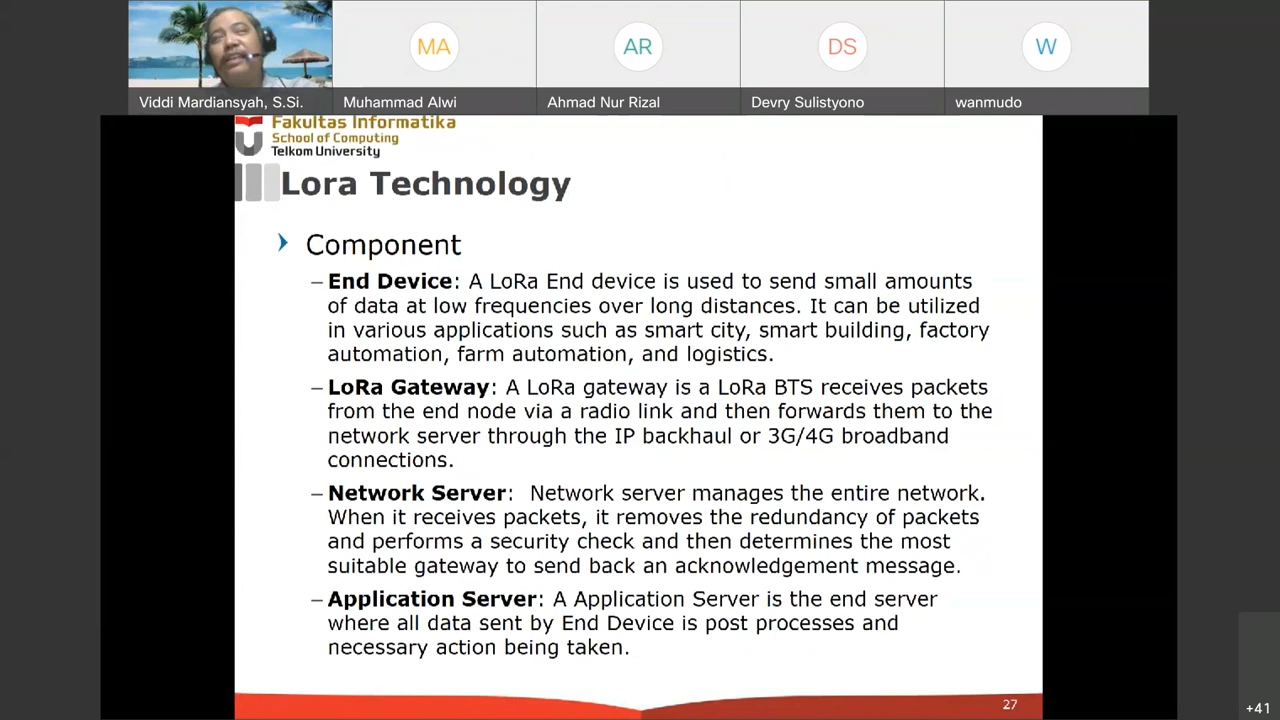 MA
AR
DS
W
Viddi Mardiansyah, S.Si.
Muhammad Alwi
Ahmad Nur Rizal
Devry Sulistyono
wanmudo
Fakultas Informatika
School of Computing
Telkom University
Lora Technology
Component
– End Device: A LoRa End device is used to send small amounts
of data at low frequencies over long distances. It can be utilized
in various applications such as smart city, smart building, factory
automation, farm automation, and logistics.
– LoRa Gateway: A LoRa gateway is a LoRa BTS receives packets
from the end node via a radio link and then forwards them to the
network server through the IP backhaul or 3G/4G broadband
connections.
– Network Server:  Network server manages the entire network.
When it receives packets, it removes the redundancy of packets
and performs a security check and then determines the most
suitable gateway to send back an acknowledgement message.
– Application Server: A Application Server is the end server
where all data sent by End Device is post processes and
necessary action being taken.
27
+41